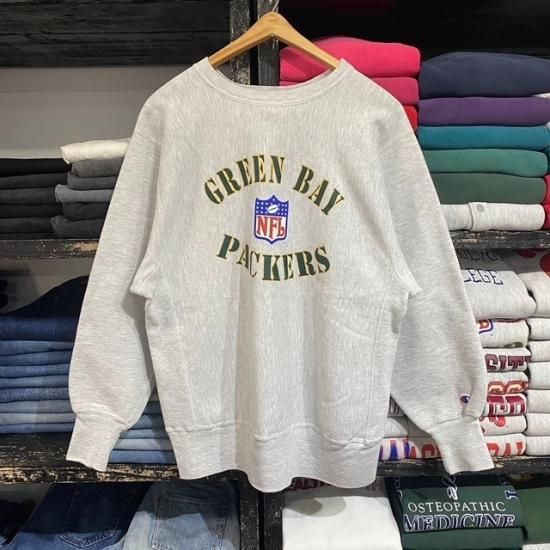 GREEN BAY
NFL
PACKERS
OSTEOPATHIC
MEDICINE